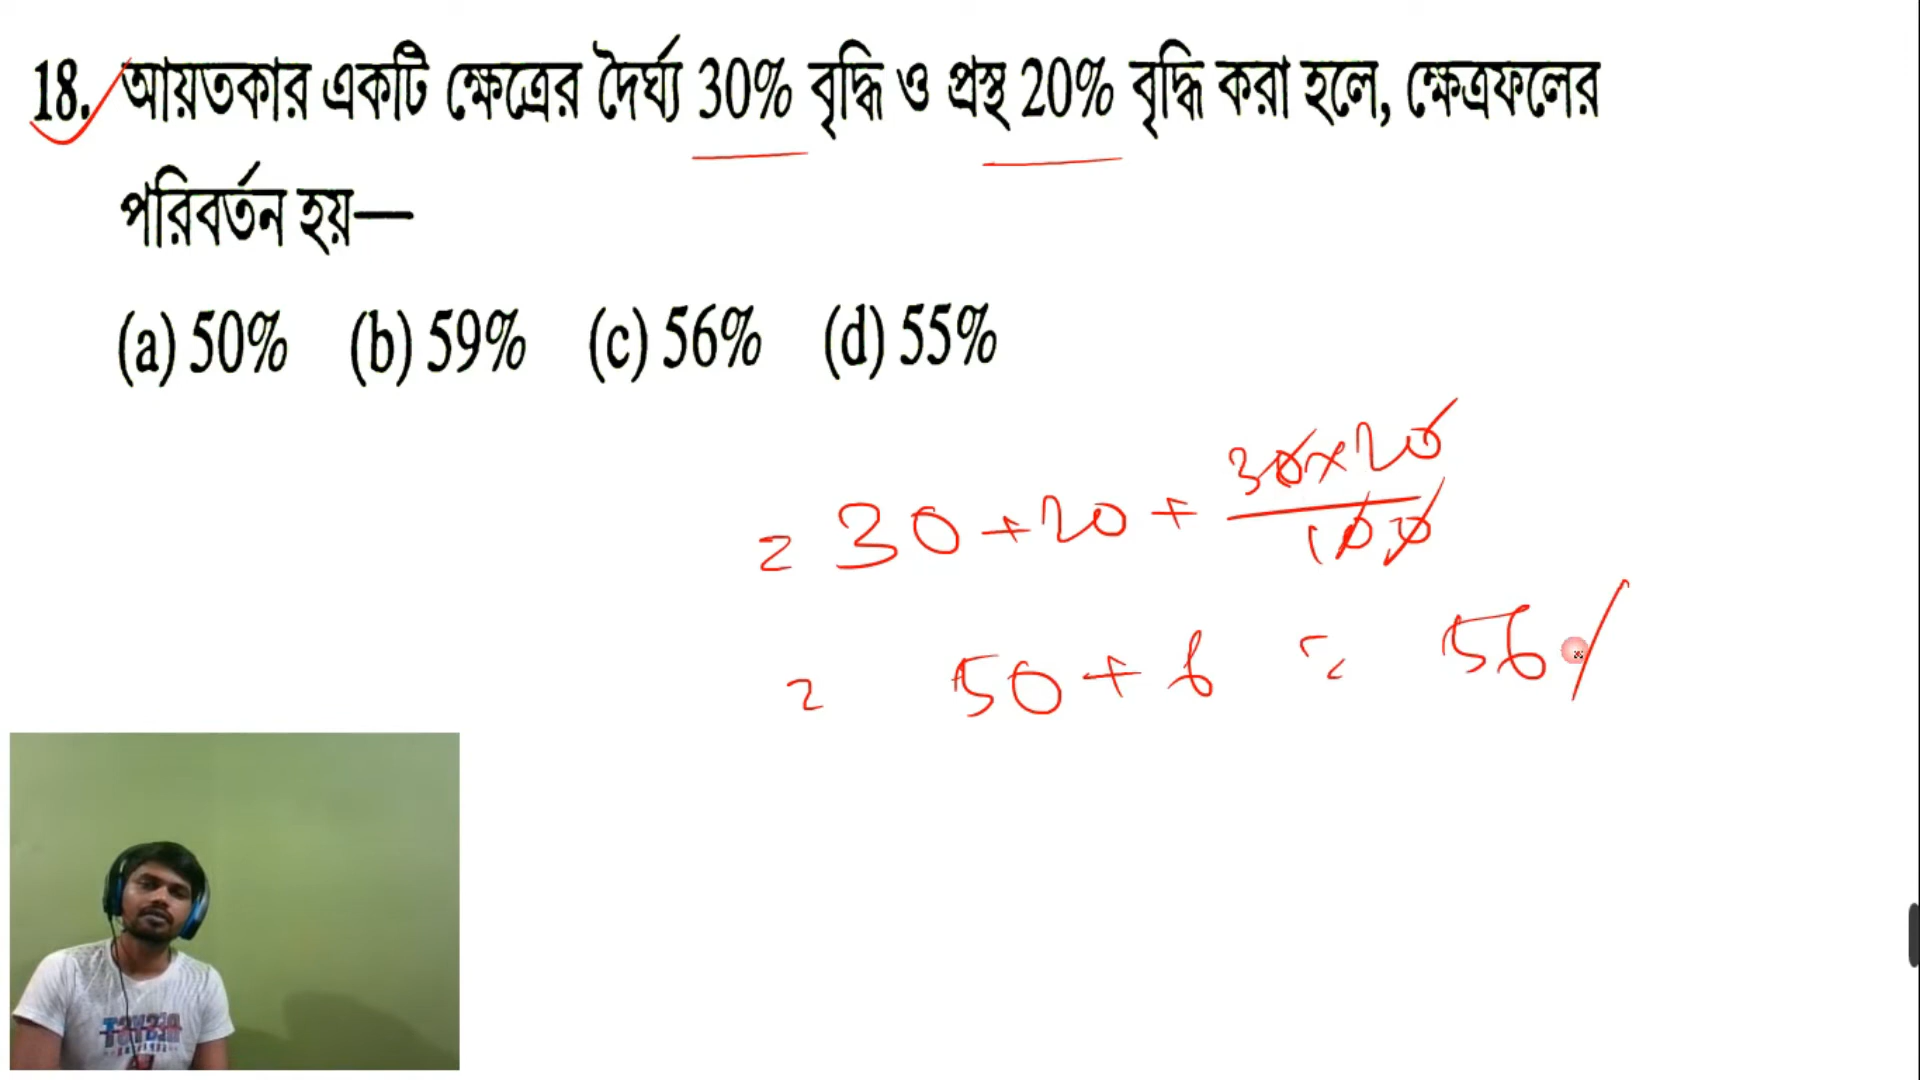 18. আয়তকার একটি ক্ষেত্রের দৈর্ঘ্য 30% বৃদ্ধি ও প্রস্থ 20% বৃদ্ধি করা হলে, ক্ষেত্রফলের
পরিবর্তন হয়—
(a) 50% (b) 59% (c) 56% (d) 55%
= 30 + 20 + 30×20/100
= 50 + 6 = 56/